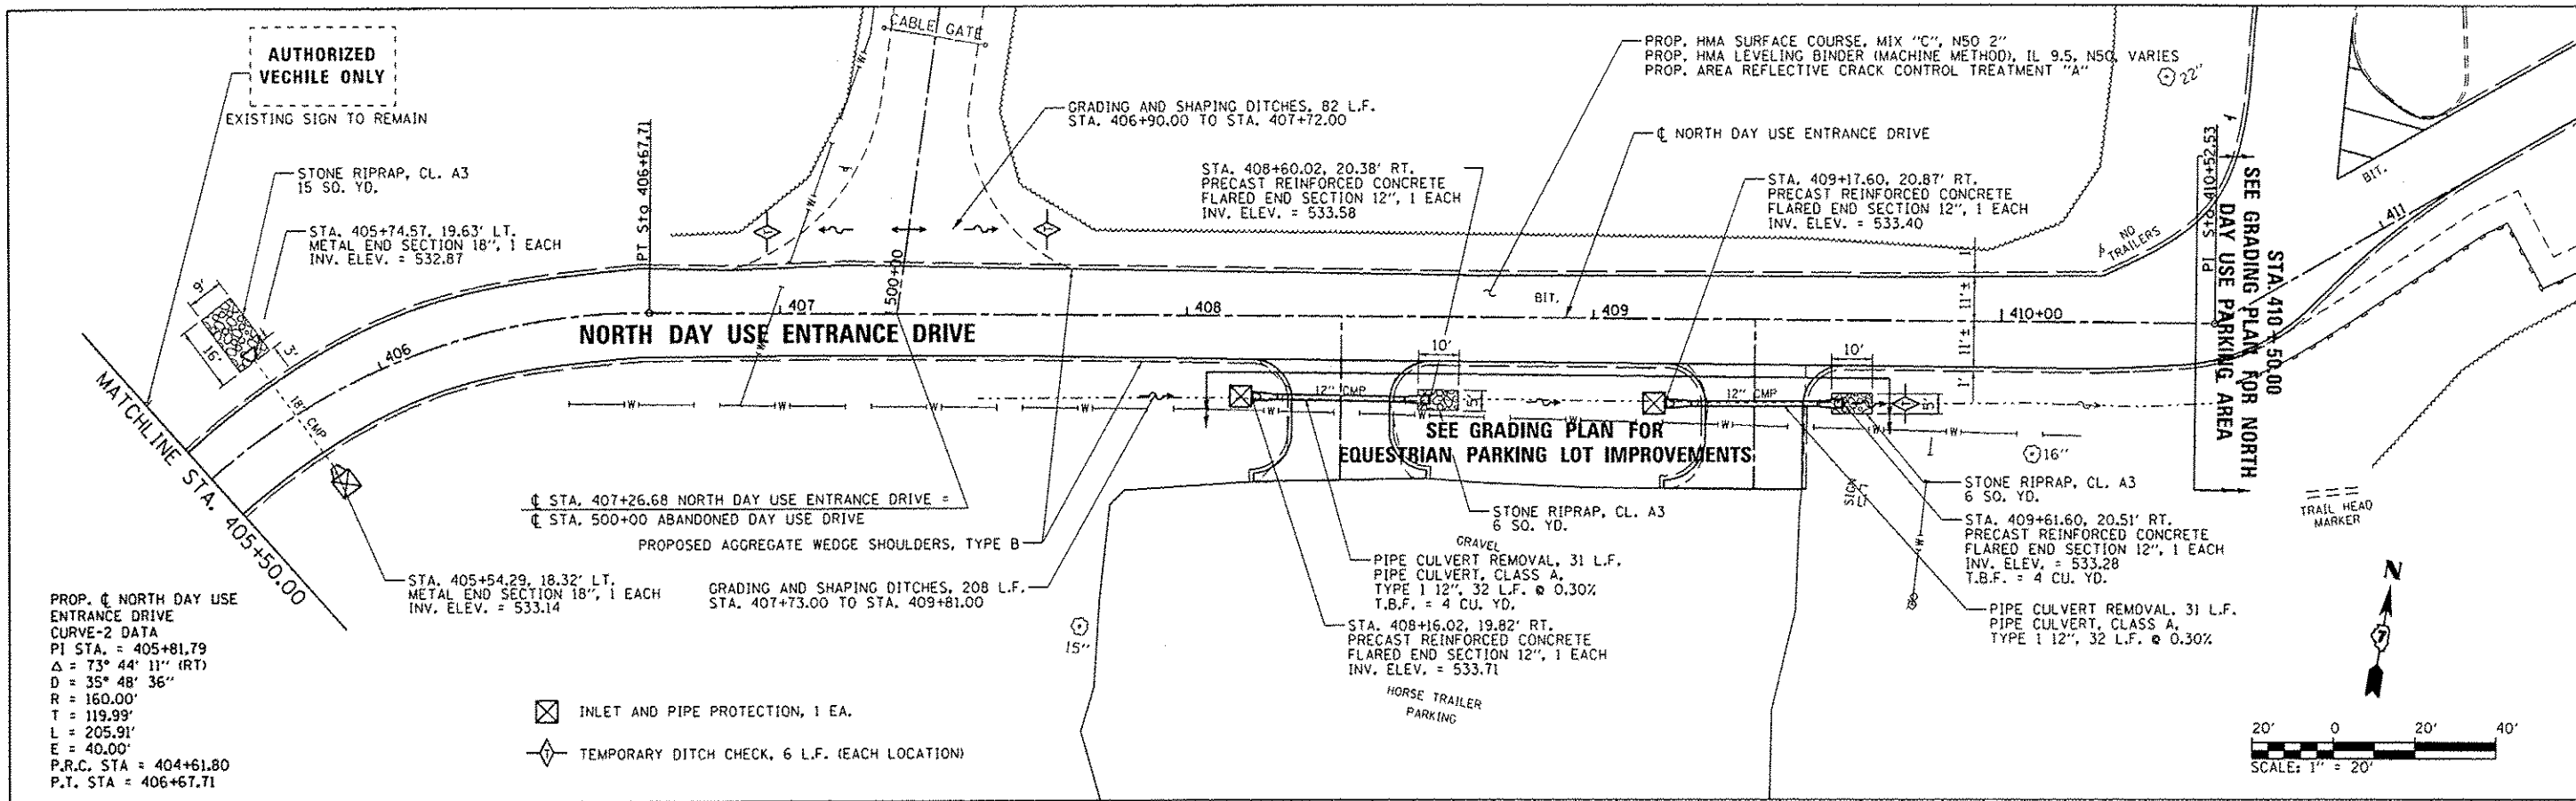 AUTHORIZED
VECHILE ONLY
EXISTING SIGN TO REMAIN
STONE RIPRAP, CL. A3
15 SQ. YD.
STA. 405+74.57, 19.63' LT.
METAL END SECTION 18", 1 EACH
INV. ELEV. = 532.87
9'
16'
3'
18" CMP
MATCHLINE STA. 405+50.00
406
PT Sta 406+67.71
CABLE GATE
GRADING AND SHAPING DITCHES, 82 L.F.
STA. 406+90.00 TO STA. 407+72.00
407
500+00
408
NORTH DAY USE ENTRANCE DRIVE
PROP. HMA SURFACE COURSE, MIX "C", N50 2"
PROP. HMA LEVELING BINDER (MACHINE METHOD), IL 9.5, N50, VARIES
PROP. AREA REFLECTIVE CRACK CONTROL TREATMENT "A"
22"
℄ NORTH DAY USE ENTRANCE DRIVE
STA. 408+60.02, 20.38' RT.
PRECAST REINFORCED CONCRETE
FLARED END SECTION 12", 1 EACH
INV. ELEV. = 533.58
STA. 409+17.60, 20.87' RT.
PRECAST REINFORCED CONCRETE
FLARED END SECTION 12", 1 EACH
INV. ELEV. = 533.40
BIT.
409
410+00
1'
11'±
11'±
1'
NO
TRAILERS
PI Sta 410+52.53
STA. 410+50.00
SEE GRADING PLAN FOR NORTH
DAY USE PARKING AREA
BIT.
411
10'
5'
12" CMP
10'
5'
12" CMP
W
SEE GRADING PLAN FOR
EQUESTRIAN PARKING LOT IMPROVEMENTS
℄ STA. 407+26.68 NORTH DAY USE ENTRANCE DRIVE =
℄ STA. 500+00 ABANDONED DAY USE DRIVE
PROPOSED AGGREGATE WEDGE SHOULDERS, TYPE B
STA. 405+54.29, 18.32' LT.
METAL END SECTION 18", 1 EACH
INV. ELEV. = 533.14
GRADING AND SHAPING DITCHES, 208 L.F.
STA. 407+73.00 TO STA. 409+81.00
15"
STONE RIPRAP, CL. A3
6 SQ. YD.
GRAVEL
PIPE CULVERT REMOVAL, 31 L.F.
PIPE CULVERT, CLASS A,
TYPE 1 12", 32 L.F. @ 0.30%
T.B.F. = 4 CU. YD.
STA. 408+16.02, 19.82' RT.
PRECAST REINFORCED CONCRETE
FLARED END SECTION 12", 1 EACH
INV. ELEV. = 533.71
HORSE TRAILER
PARKING
SIGN
16"
STONE RIPRAP, CL. A3
6 SQ. YD.
STA. 409+61.60, 20.51' RT.
PRECAST REINFORCED CONCRETE
FLARED END SECTION 12", 1 EACH
INV. ELEV. = 533.28
T.B.F. = 4 CU. YD.
PIPE CULVERT REMOVAL, 31 L.F.
PIPE CULVERT, CLASS A,
TYPE 1 12", 32 L.F. @ 0.30%
TRAIL HEAD
MARKER
N
PROP. ℄ NORTH DAY USE
ENTRANCE DRIVE
CURVE-2 DATA
PI STA. = 405+81.79
Δ = 73° 44' 11" (RT)
D = 35° 48' 36"
R = 160.00'
T = 119.99'
L = 205.91'
E = 40.00'
P.R.C. STA = 404+61.80
P.T. STA = 406+67.71
INLET AND PIPE PROTECTION, 1 EA.
TEMPORARY DITCH CHECK, 6 L.F. (EACH LOCATION)
20' 0 20' 40'
SCALE: 1" = 20'